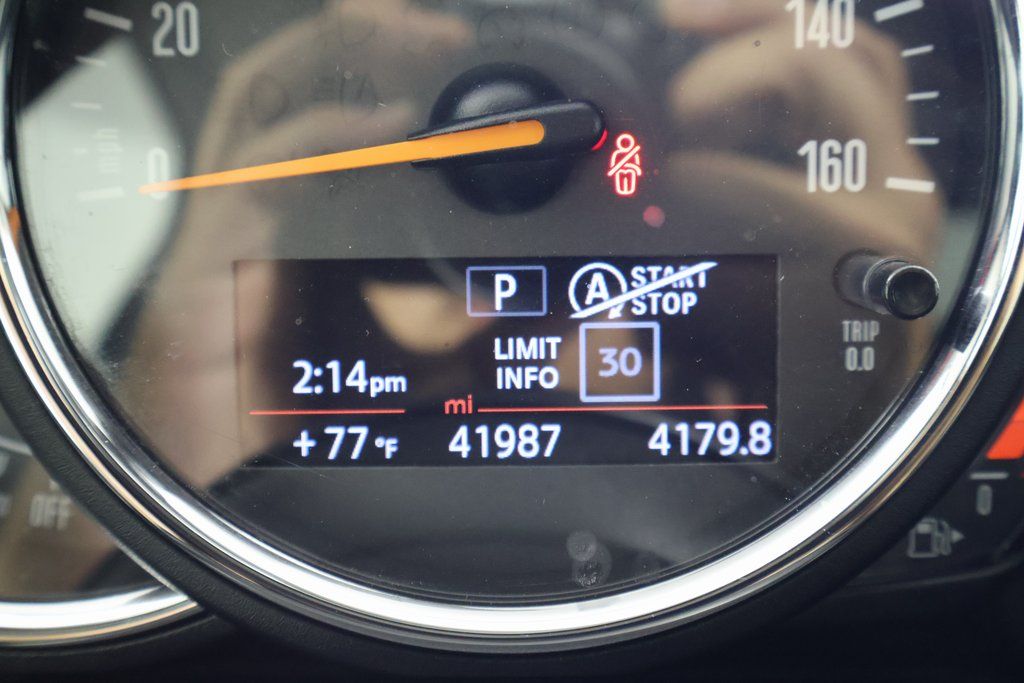 20
140
mph
0
160
P
A START
STOP
TRIP
0.0
LIMIT
INFO
30
2:14pm
mi
+77°F
41987
4179.8
OFF
0